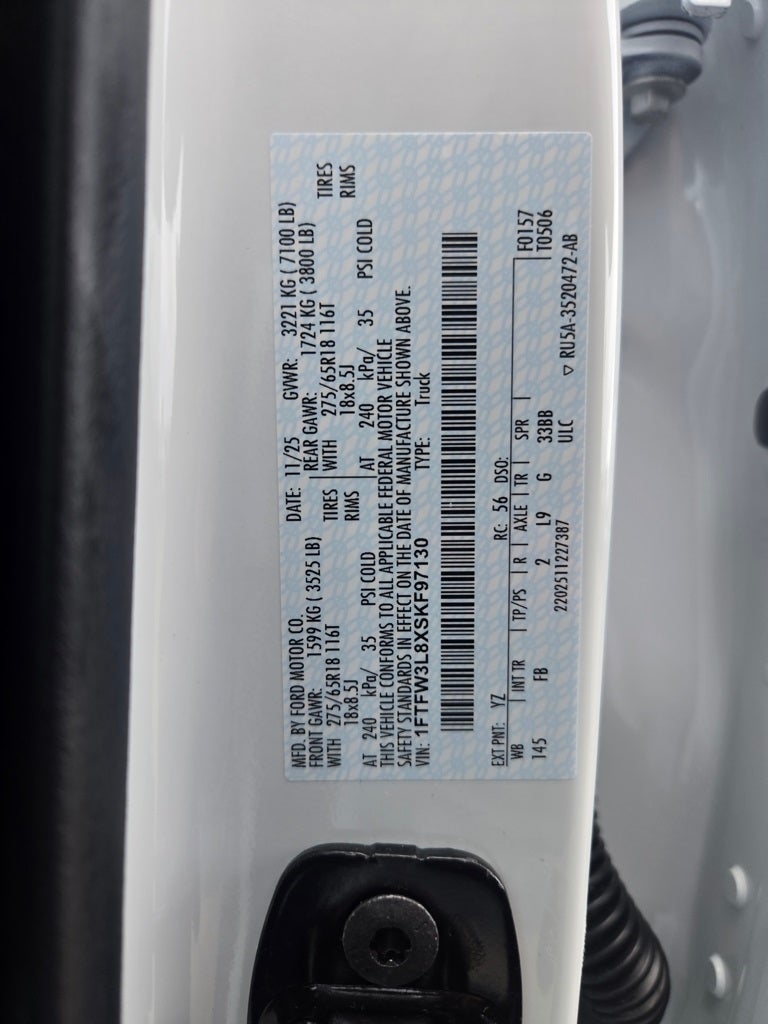 MFD. BY FORD MOTOR CO.
DATE: 11/25 GVWR: 3221 KG ( 7100 LB)
FRONT GAWR: 1599 KG ( 3525 LB) REAR GAWR: 1724 KG ( 3800 LB)
WITH 275/65R18 116T TIRES WITH 275/65R18 116T TIRES
18x8.5J RIMS 18x8.5J RIMS
AT 240 kPa/ 35 PSI COLD AT 240 kPa/ 35 PSI COLD
THIS VEHICLE CONFORMS TO ALL APPLICABLE FEDERAL MOTOR VEHICLE
SAFETY STANDARDS IN EFFECT ON THE DATE OF MANUFACTURE SHOWN ABOVE.
VIN: 1FTFW3L8XSKF97130 TYPE: Truck
EXT PNT: YZ RC: 56 DSO:
WB INT TR TP/PS R AXLE TR SPR F0157
145 FB 2 L9 G 33BB T0506
2202511227387 ULC ▽ RU5A-3520472-AB